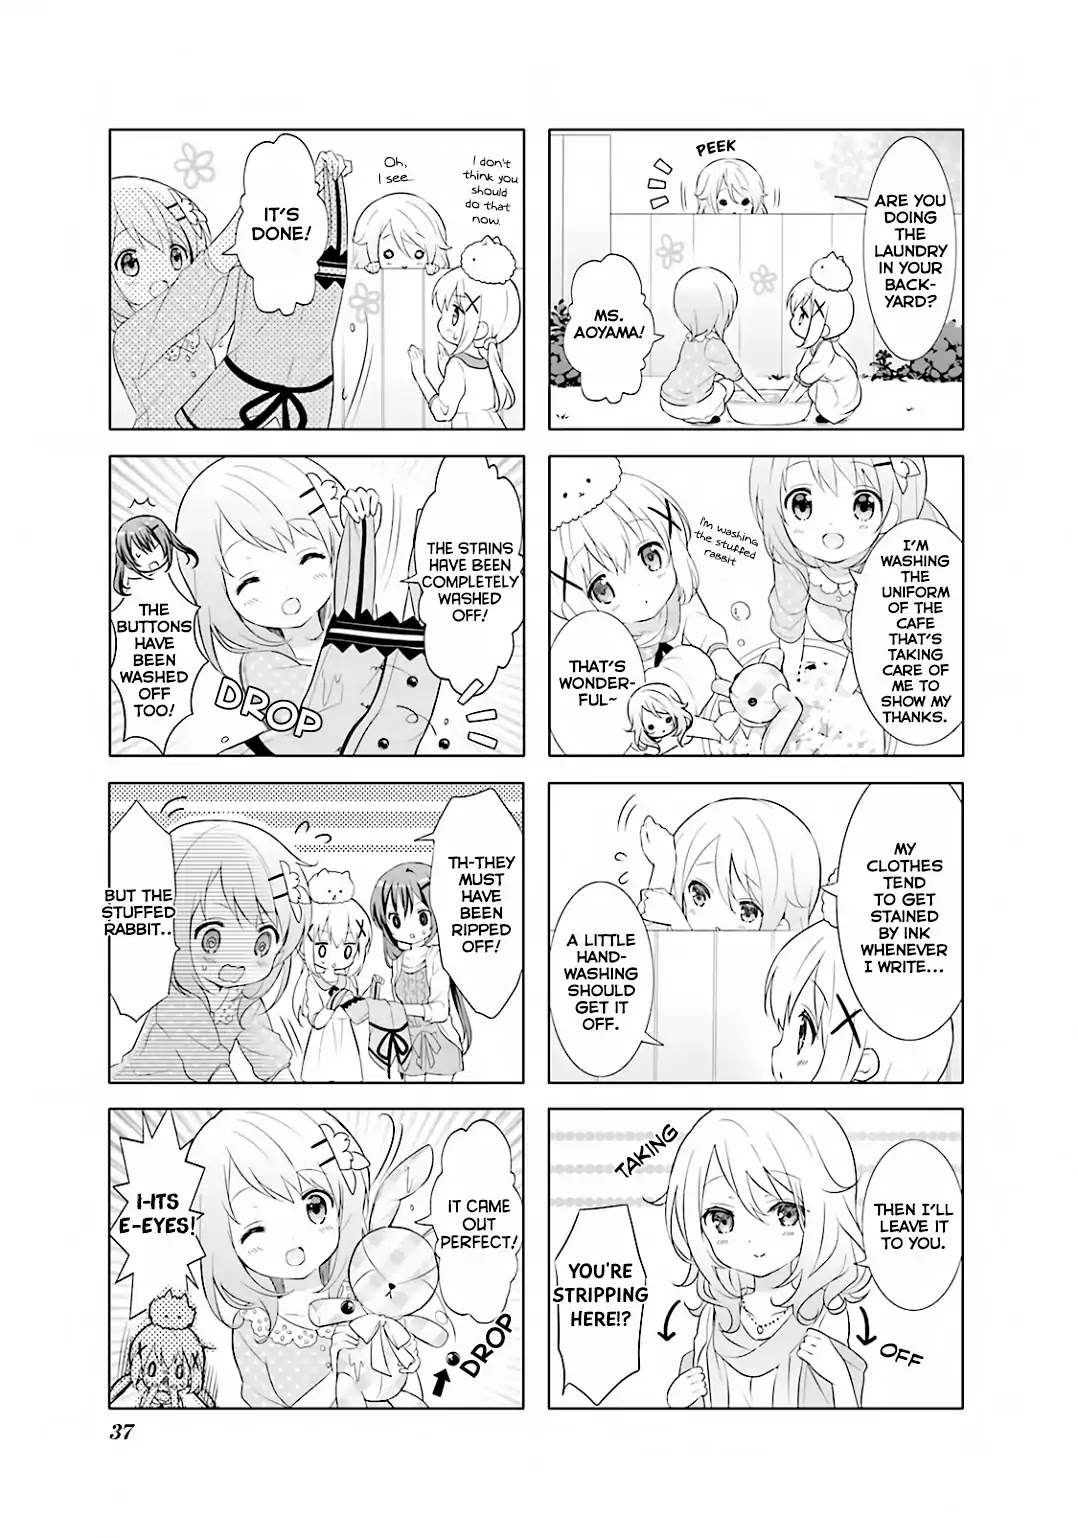 PEEK
ARE YOU
DOING
THE
LAUNDRY
IN YOUR
BACK-
YARD?
MS.
AOYAMA!
I'M
WASHING
THE
UNIFORM
OF THE
CAFE
THAT'S
TAKING
CARE OF
ME TO
SHOW MY
THANKS.
I'm washing
the stuffed
rabbit
THAT'S
WONDER-
FUL~
MY
CLOTHES
TEND
TO GET
STAINED
BY INK
WHENEVER
I WRITE...
A LITTLE
HAND-
WASHING
SHOULD
GET IT
OFF.
THEN I'LL
LEAVE IT
TO YOU.
TAKING
OFF
YOU'RE
STRIPPING
HERE!?
I don't
think you
should
do that
now.
Oh,
I see...
IT'S
DONE!
THE STAINS
HAVE BEEN
COMPLETELY
WASHED
OFF!
DROP
THE
BUTTONS
HAVE
BEEN
WASHED
OFF
TOO!
TH-THEY
MUST
HAVE
BEEN
RIPPED
OFF!
BUT THE
STUFFED
RABBIT..
IT CAME
OUT
PERFECT!
DROP
I-ITS
E-EYES!
37